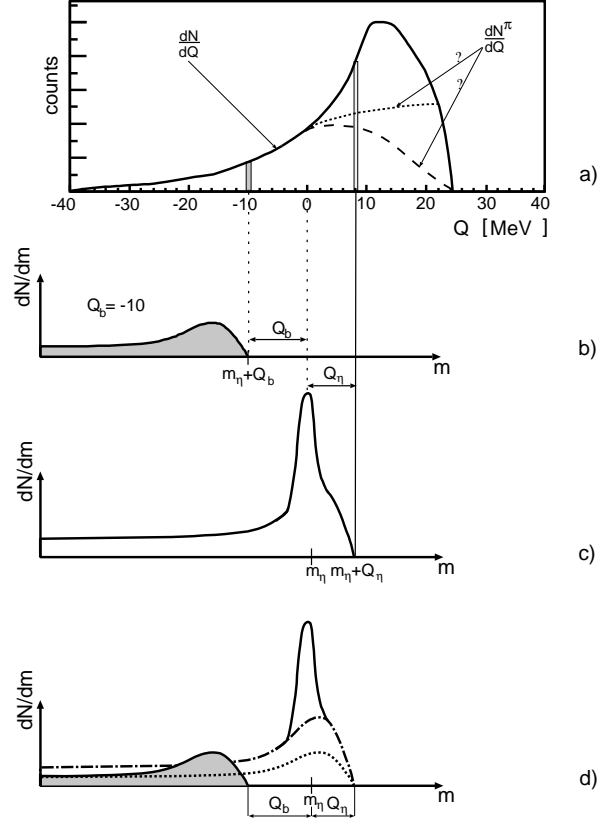 a)
counts
dN
dQ
dN^π
dQ
?
?
-40 -30 -20 -10 0 10 20 30 40
Q [MeV]
b)
dN/dm
Q_b = -10
Q_b
m_η+Q_b
m
Q_η
c)
dN/dm
m_η m_η+Q_η
m
d)
dN/dm
Q_b m_η Q_η
m